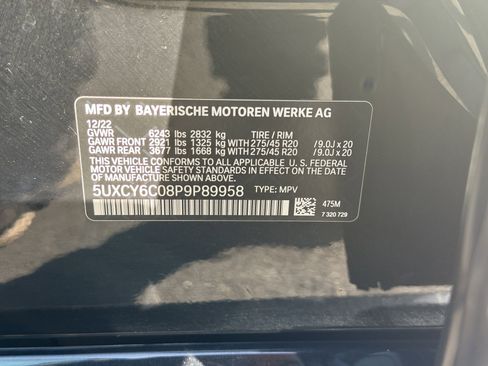 MFD BY BAYERISCHE MOTOREN WERKE AG
12/22
GVWR 6243 lbs 2832 kg TIRE / RIM
GAWR FRONT 2921 lbs 1325 kg WITH 275/45 R20 / 9.0J x 20
GAWR REAR 3677 lbs 1668 kg WITH 275/45 R20 / 9.0J x 20
THIS VEHICLE CONFORMS TO ALL APPLICABLE U.S. FEDERAL
MOTOR VEHICLE SAFETY STANDARDS IN
EFFECT ON THE DATE OF MANUFACTURE SHOWN ABOVE.
5UXCY6C08P9P89958 TYPE: MPV 475M
7 320 729